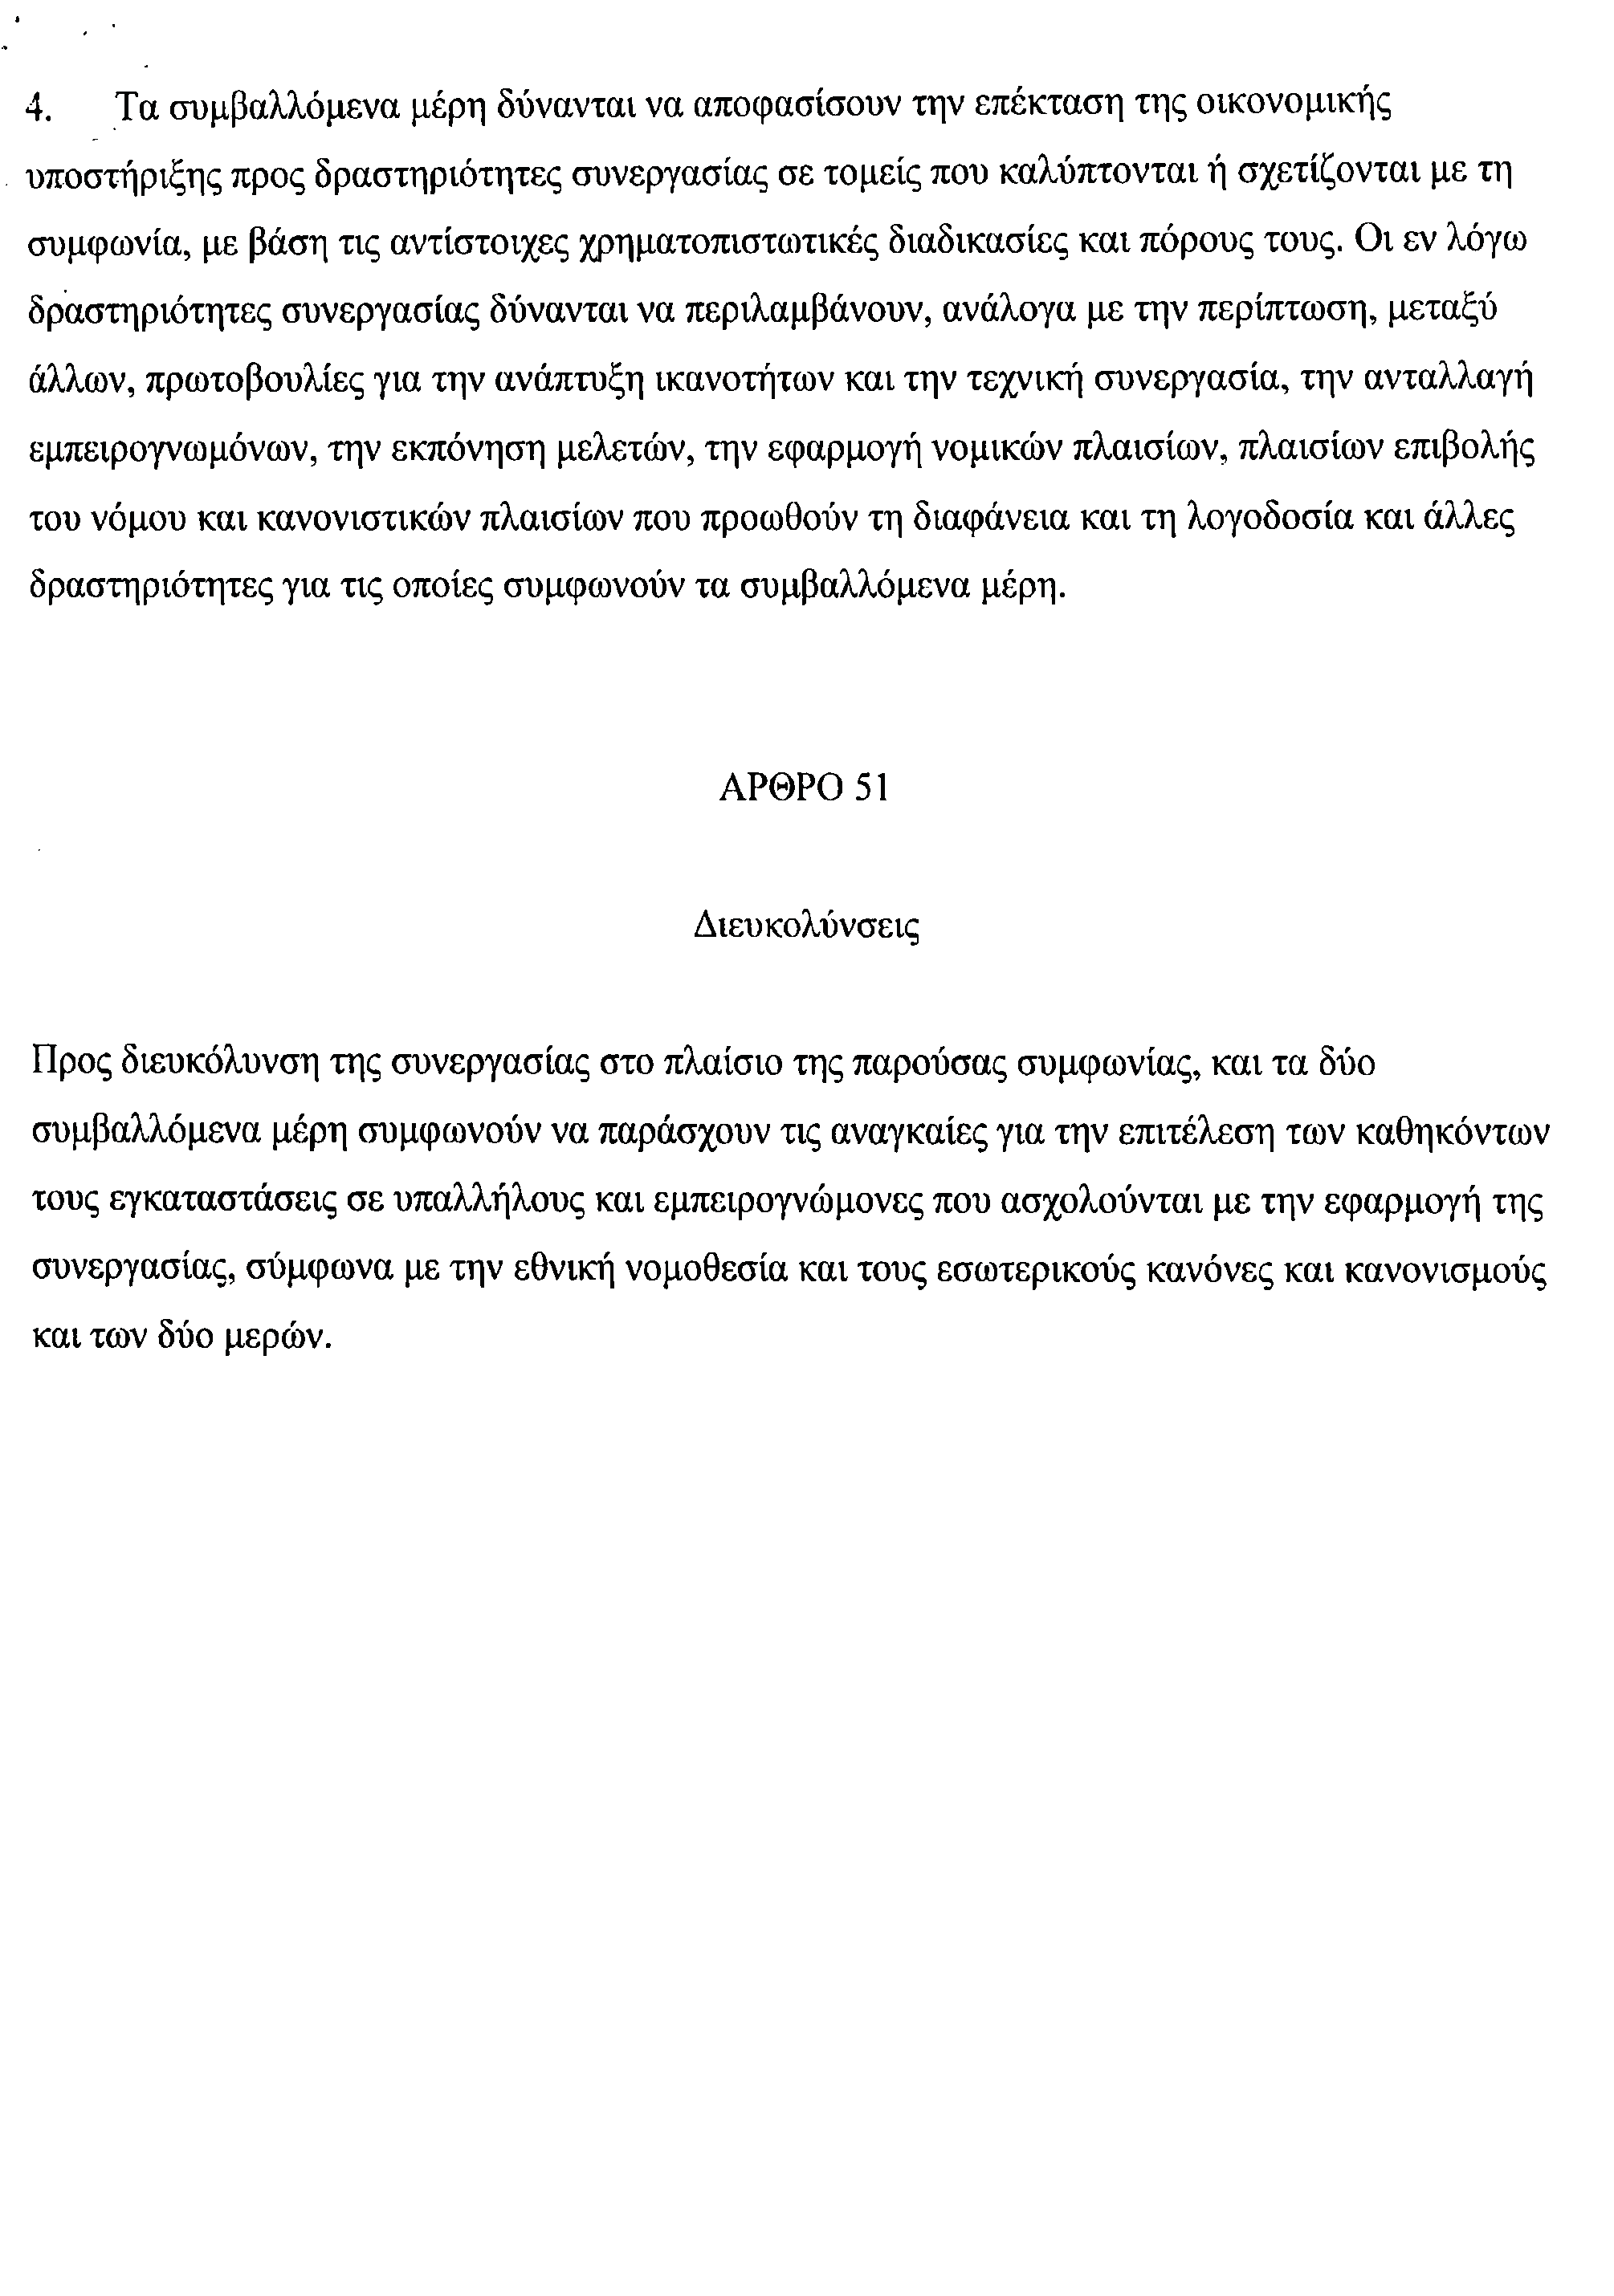 4. Τα συμβαλλόμενα μέρη δύνανται να αποφασίσουν την επέκταση της οικονομικής
υποστήριξης προς δραστηριότητες συνεργασίας σε τομείς που καλύπτονται ή σχετίζονται με τη
συμφωνία, με βάση τις αντίστοιχες χρηματοπιστωτικές διαδικασίες και πόρους τους. Οι εν λόγω
δραστηριότητες συνεργασίας δύνανται να περιλαμβάνουν, ανάλογα με την περίπτωση, μεταξύ
άλλων, πρωτοβουλίες για την ανάπτυξη ικανοτήτων και την τεχνική συνεργασία, την ανταλλαγή
εμπειρογνωμόνων, την εκπόνηση μελετών, την εφαρμογή νομικών πλαισίων, πλαισίων επιβολής
του νόμου και κανονιστικών πλαισίων που προωθούν τη διαφάνεια και τη λογοδοσία και άλλες
δραστηριότητες για τις οποίες συμφωνούν τα συμβαλλόμενα μέρη.
ΑΡΘΡΟ 51
Διευκολύνσεις
Προς διευκόλυνση της συνεργασίας στο πλαίσιο της παρούσας συμφωνίας, και τα δύο
συμβαλλόμενα μέρη συμφωνούν να παράσχουν τις αναγκαίες για την επιτέλεση των καθηκόντων
τους εγκαταστάσεις σε υπαλλήλους και εμπειρογνώμονες που ασχολούνται με την εφαρμογή της
συνεργασίας, σύμφωνα με την εθνική νομοθεσία και τους εσωτερικούς κανόνες και κανονισμούς
και των δύο μερών.